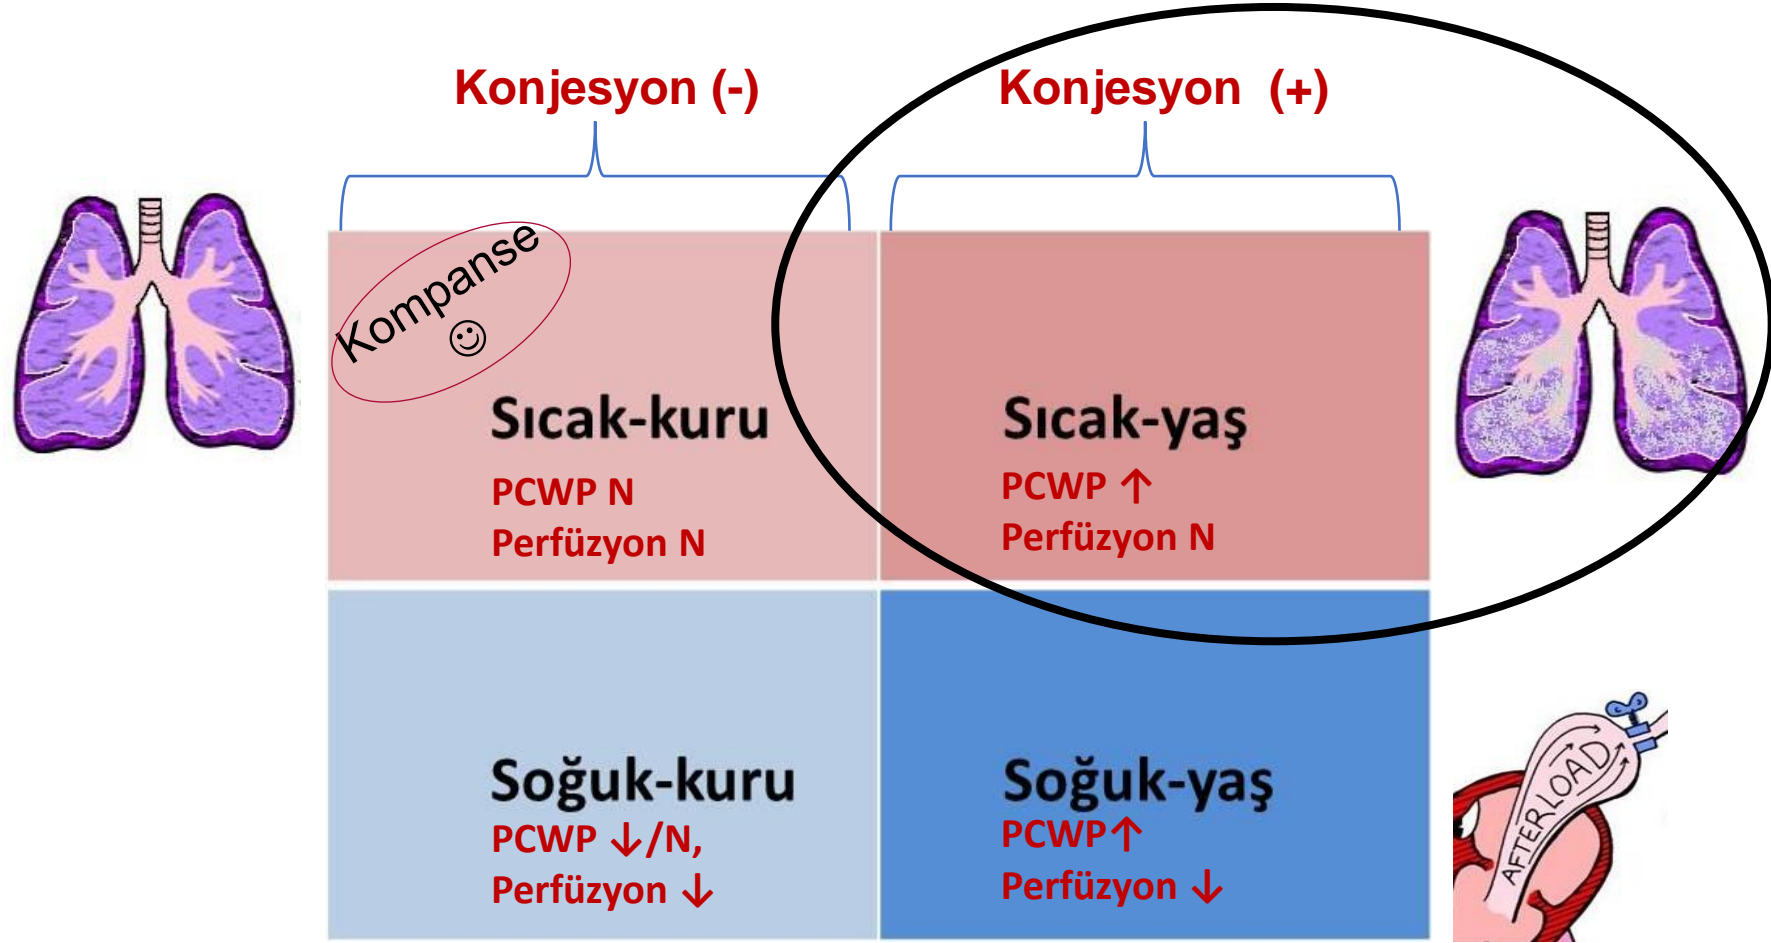 Konjesyon (-)
Konjesyon (+)
Kompanse
☺
Sıcak-kuru
PCWP N
Perfüzyon N
Sıcak-yaş
PCWP ↑
Perfüzyon N
Soğuk-kuru
PCWP ↓/N,
Perfüzyon ↓
Soğuk-yaş
PCWP↑
Perfüzyon ↓
AFTERLOAD